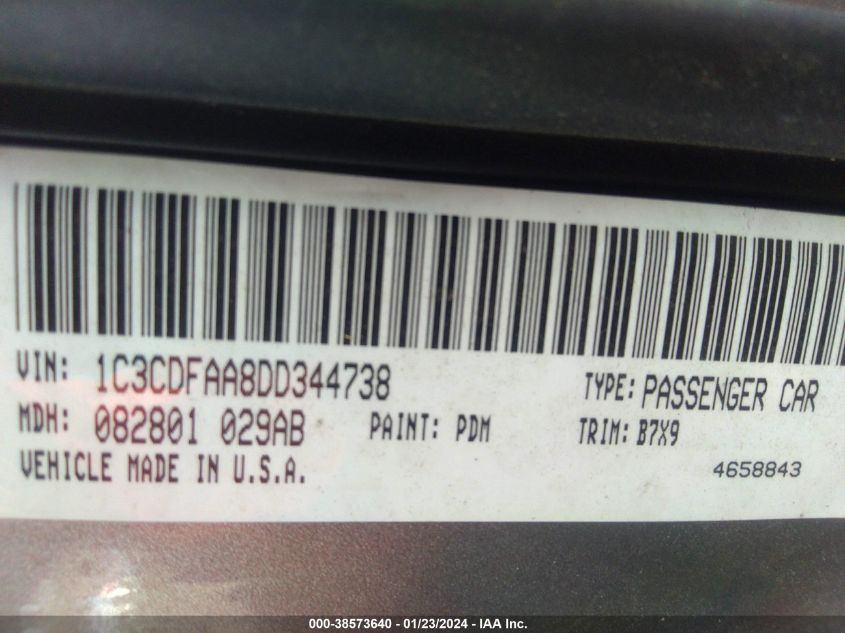 VIN: 1C3CDFAA8DD344738 TYPE: PASSENGER CAR
MDH: 082801 029AB PAINT: PDM TRIM: B7X9
VEHICLE MADE IN U.S.A. 4658843
000-38573640 - 01/23/2024 - IAA Inc.